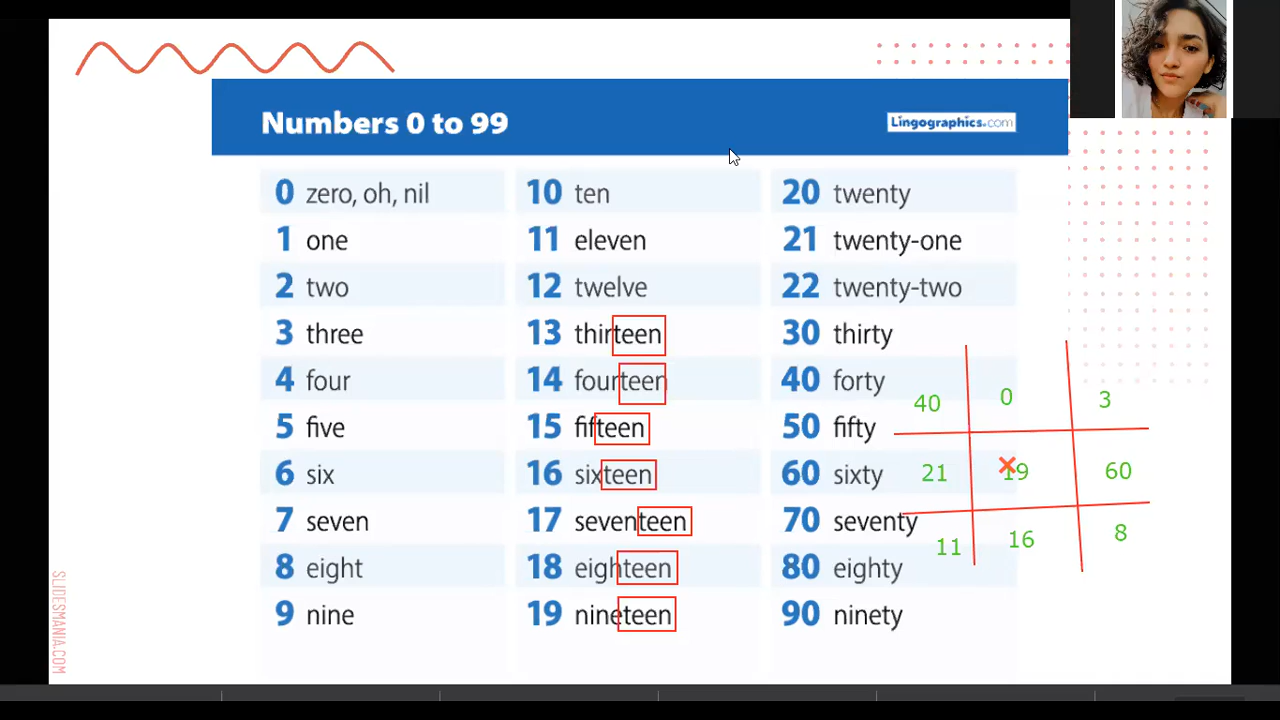 Numbers 0 to 99
Lingographics.com
0 zero, oh, nil
1 one
2 two
3 three
4 four
5 five
6 six
7 seven
8 eight
9 nine
10 ten
11 eleven
12 twelve
13 thirteen
14 fourteen
15 fifteen
16 sixteen
17 seventeen
18 eighteen
19 nineteen
20 twenty
21 twenty-one
22 twenty-two
30 thirty
40 forty
50 fifty
60 sixty
70 seventy
80 eighty
90 ninety
40 0 3
21 19 60
11 16 8
SLIDESMANIA.COM